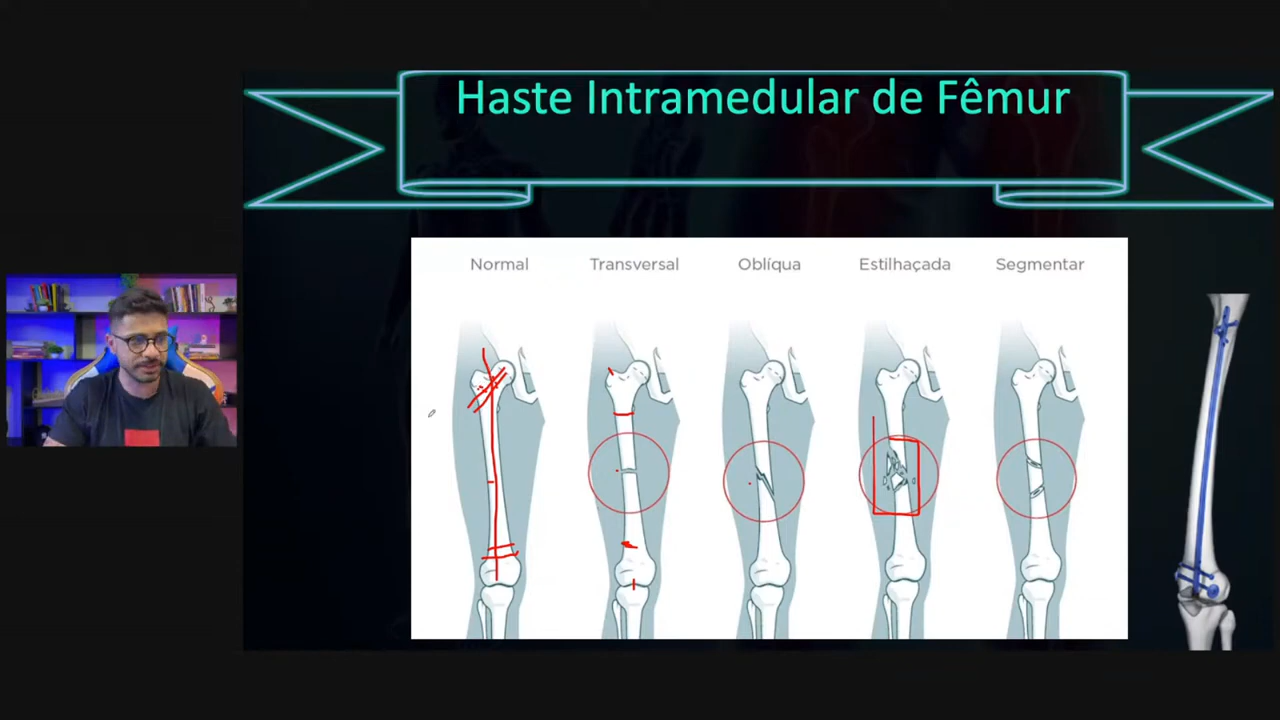 Haste Intramedular de Fêmur
Normal Transversal Oblíqua Estilhaçada Segmentar